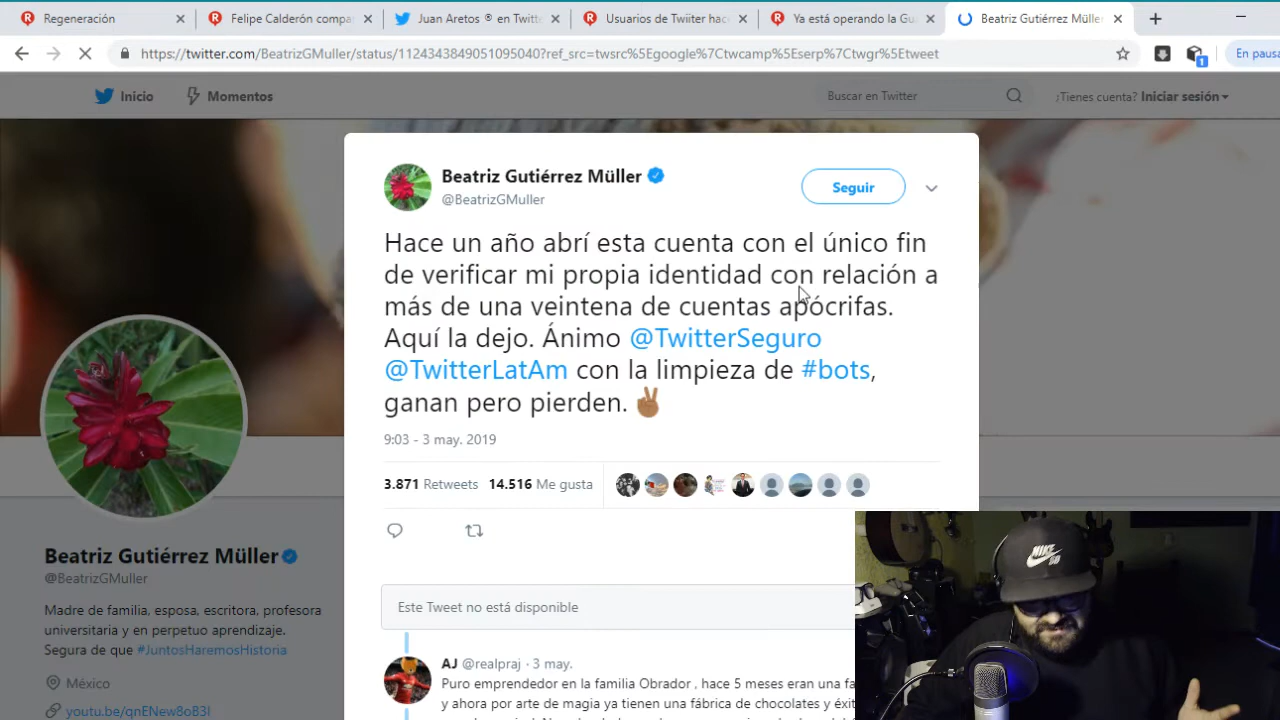 Regeneración
Felipe Calderón compa
Juan Aretos ® en Twitt
Usuarios de Twiiter hac
Ya está operando la Gu
Beatriz Gutiérrez Müller
https://twitter.com/BeatrizGMuller/status/1124343849051095040?ref_src=twsrc%5Egoogle%7Ctwcamp%5Eserp%7Ctwgr%5Etweet
1
En pausa
Inicio
Momentos
Buscar en Twitter
¿Tienes cuenta? Iniciar sesión
Beatriz Gutiérrez Müller
@BeatrizGMuller
Seguir
Hace un año abrí esta cuenta con el único fin
de verificar mi propia identidad con relación a
más de una veintena de cuentas apócrifas.
Aquí la dejo. Ánimo @TwitterSeguro
@TwitterLatAm con la limpieza de #bots,
ganan pero pierden. ✌🏾
9:03 - 3 may. 2019
3.871 Retweets 14.516 Me gusta
Este Tweet no está disponible
AJ @realpraj · 3 may.
Puro emprendedor en la familia Obrador , hace 5 meses eran una fa
y ahora por arte de magia ya tienen una fábrica de chocolates y éxit
Beatriz Gutiérrez Müller
@BeatrizGMuller
Madre de familia, esposa, escritora, profesora
universitaria y en perpetuo aprendizaje.
Segura de que #JuntosHaremosHistoria
México
youtu.be/qnENew8oB3I
NIKE
SB